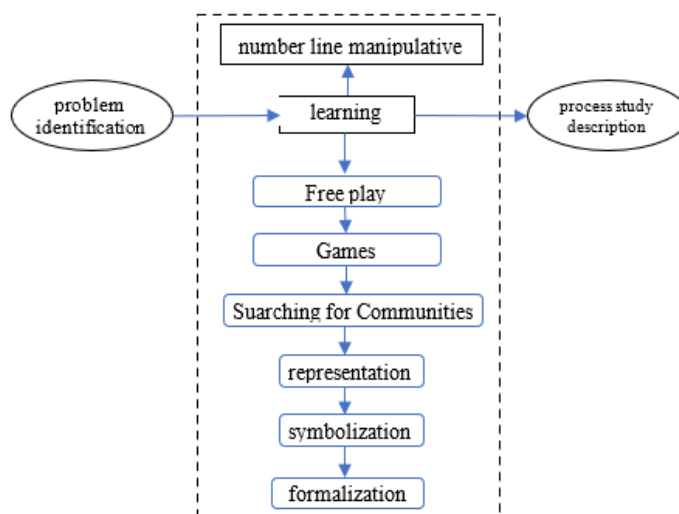 number line manipulative
problem
identification
learning
process study
description
Free play
Games
Suarching for Communities
representation
symbolization
formalization